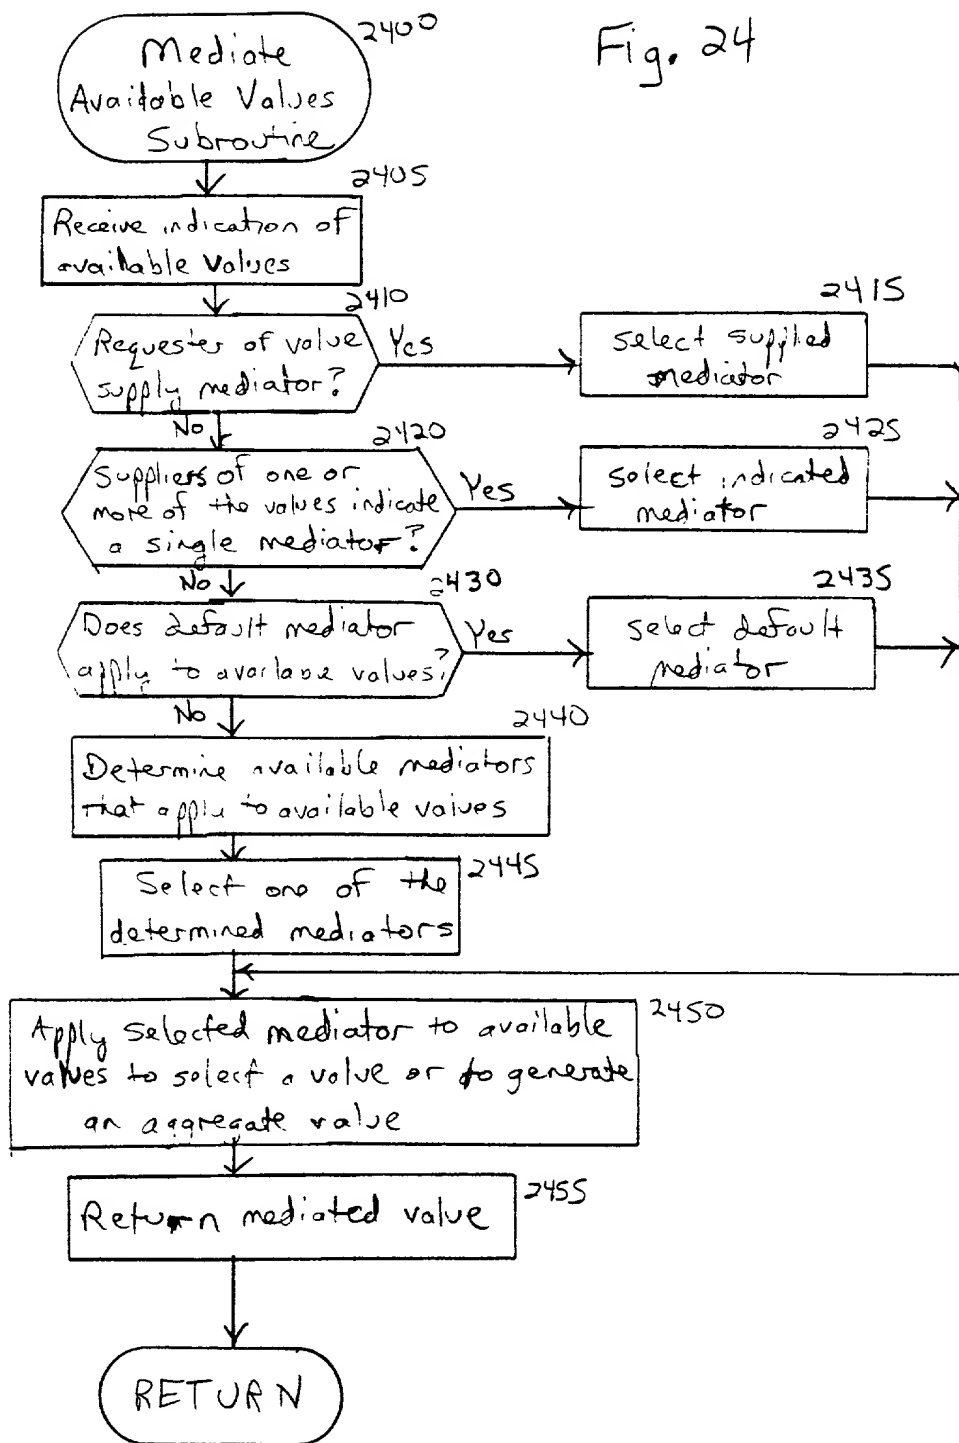 Fig. 24
2400
Mediate
Available Values
Subroutine
2405
Receive indication of
available values
2410
Requester of value
supply mediator?
Yes
No
2415
select supplied
mediator
2420
Suppliers of one or
more of the values indicate
a single mediator?
Yes
No
2425
select indicated
mediator
2430
Does default mediator
apply to availabe values?
Yes
No
2435
select default
mediator
2440
Determine available mediators
that apply to available values
2445
Select one of the
determined mediators
2450
Apply selected mediator to available
values to select a value or to generate
an aggregate value
2455
Return mediated value
RETURN